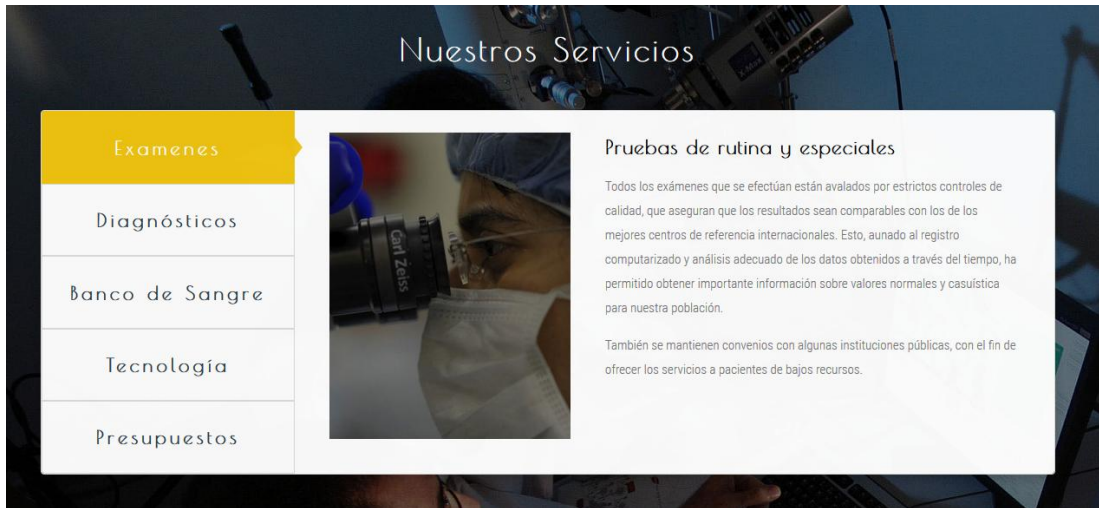 Nuestros Servicios
Examenes
Diagnósticos
Banco de Sangre
Tecnología
Presupuestos
Carl Zeiss
Pruebas de rutina y especiales
Todos los exámenes que se efectúan están avalados por estrictos controles de
calidad, que aseguran que los resultados sean comparables con los de los
mejores centros de referencia internacionales. Esto, aunado al registro
computarizado y análisis adecuado de los datos obtenidos a través del tiempo, ha
permitido obtener importante información sobre valores normales y casuística
para nuestra población.
También se mantienen convenios con algunas instituciones públicas, con el fin de
ofrecer los servicios a pacientes de bajos recursos.